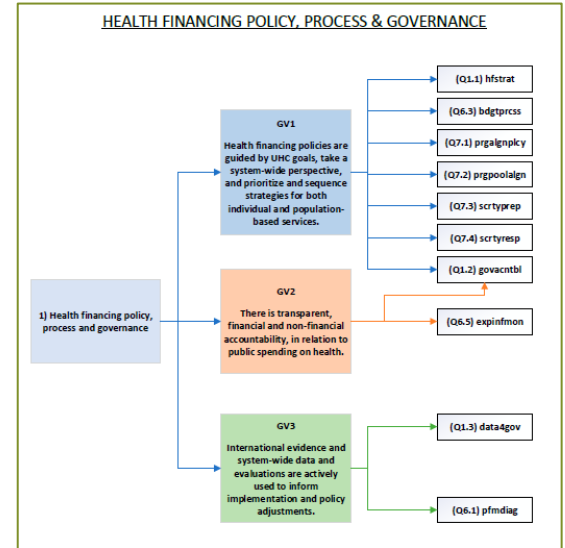 HEALTH FINANCING POLICY, PROCESS & GOVERNANCE
1) Health financing policy,
process and governance
GV1
Health financing policies are
guided by UHC goals, take a
system-wide perspective,
and prioritize and sequence
strategies for both
individual and population-
based services.
(Q1.1) hfstrat
(Q6.3) bdgtprcss
(Q7.1) prgalgnplcy
(Q7.2) prgpoolalgn
(Q7.3) scrtyprep
(Q7.4) scrtyresp
(Q1.2) govacntbl
GV2
There is transparent,
financial and non-financial
accountability, in relation to
public spending on health.
(Q6.5) expinfmon
GV3
International evidence and
system-wide data and
evaluations are actively
used to inform
implementation and policy
adjustments.
(Q1.3) data4gov
(Q6.1) pfmdiag